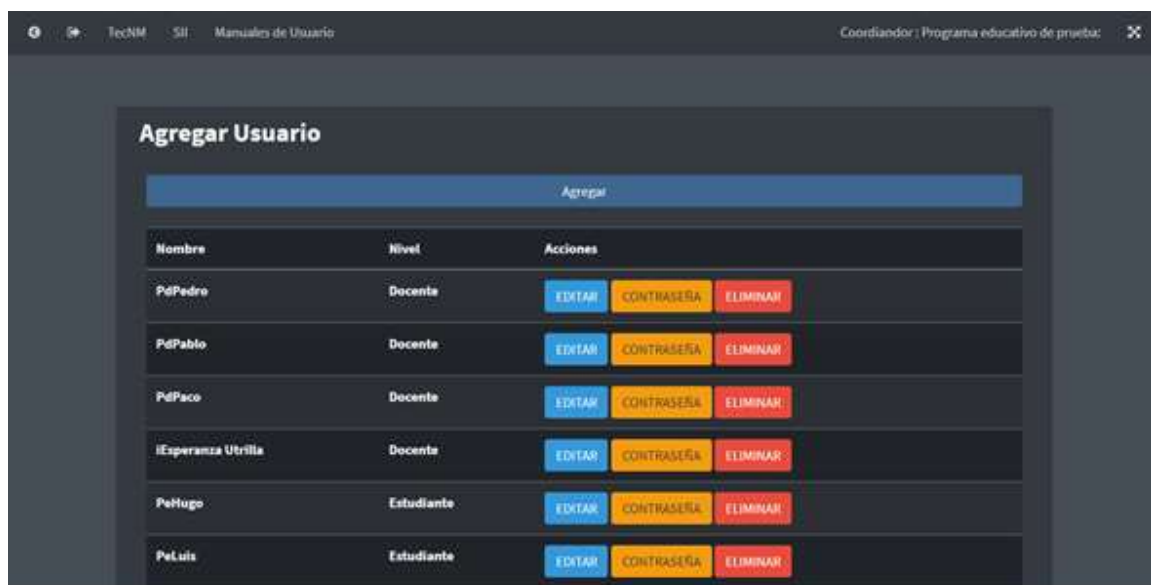 TecNM SII Manuales de Usuario Coordiandor : Programa educativo de prueba:
Agregar Usuario
Agregar
Nombre Nivel Acciones
PdPedro Docente EDITAR CONTRASEÑA ELIMINAR
PdPablo Docente EDITAR CONTRASEÑA ELIMINAR
PdPaco Docente EDITAR CONTRASEÑA ELIMINAR
iEsperanza Utrilla Docente EDITAR CONTRASEÑA ELIMINAR
PeHugo Estudiante EDITAR CONTRASEÑA ELIMINAR
PeLuis Estudiante EDITAR CONTRASEÑA ELIMINAR